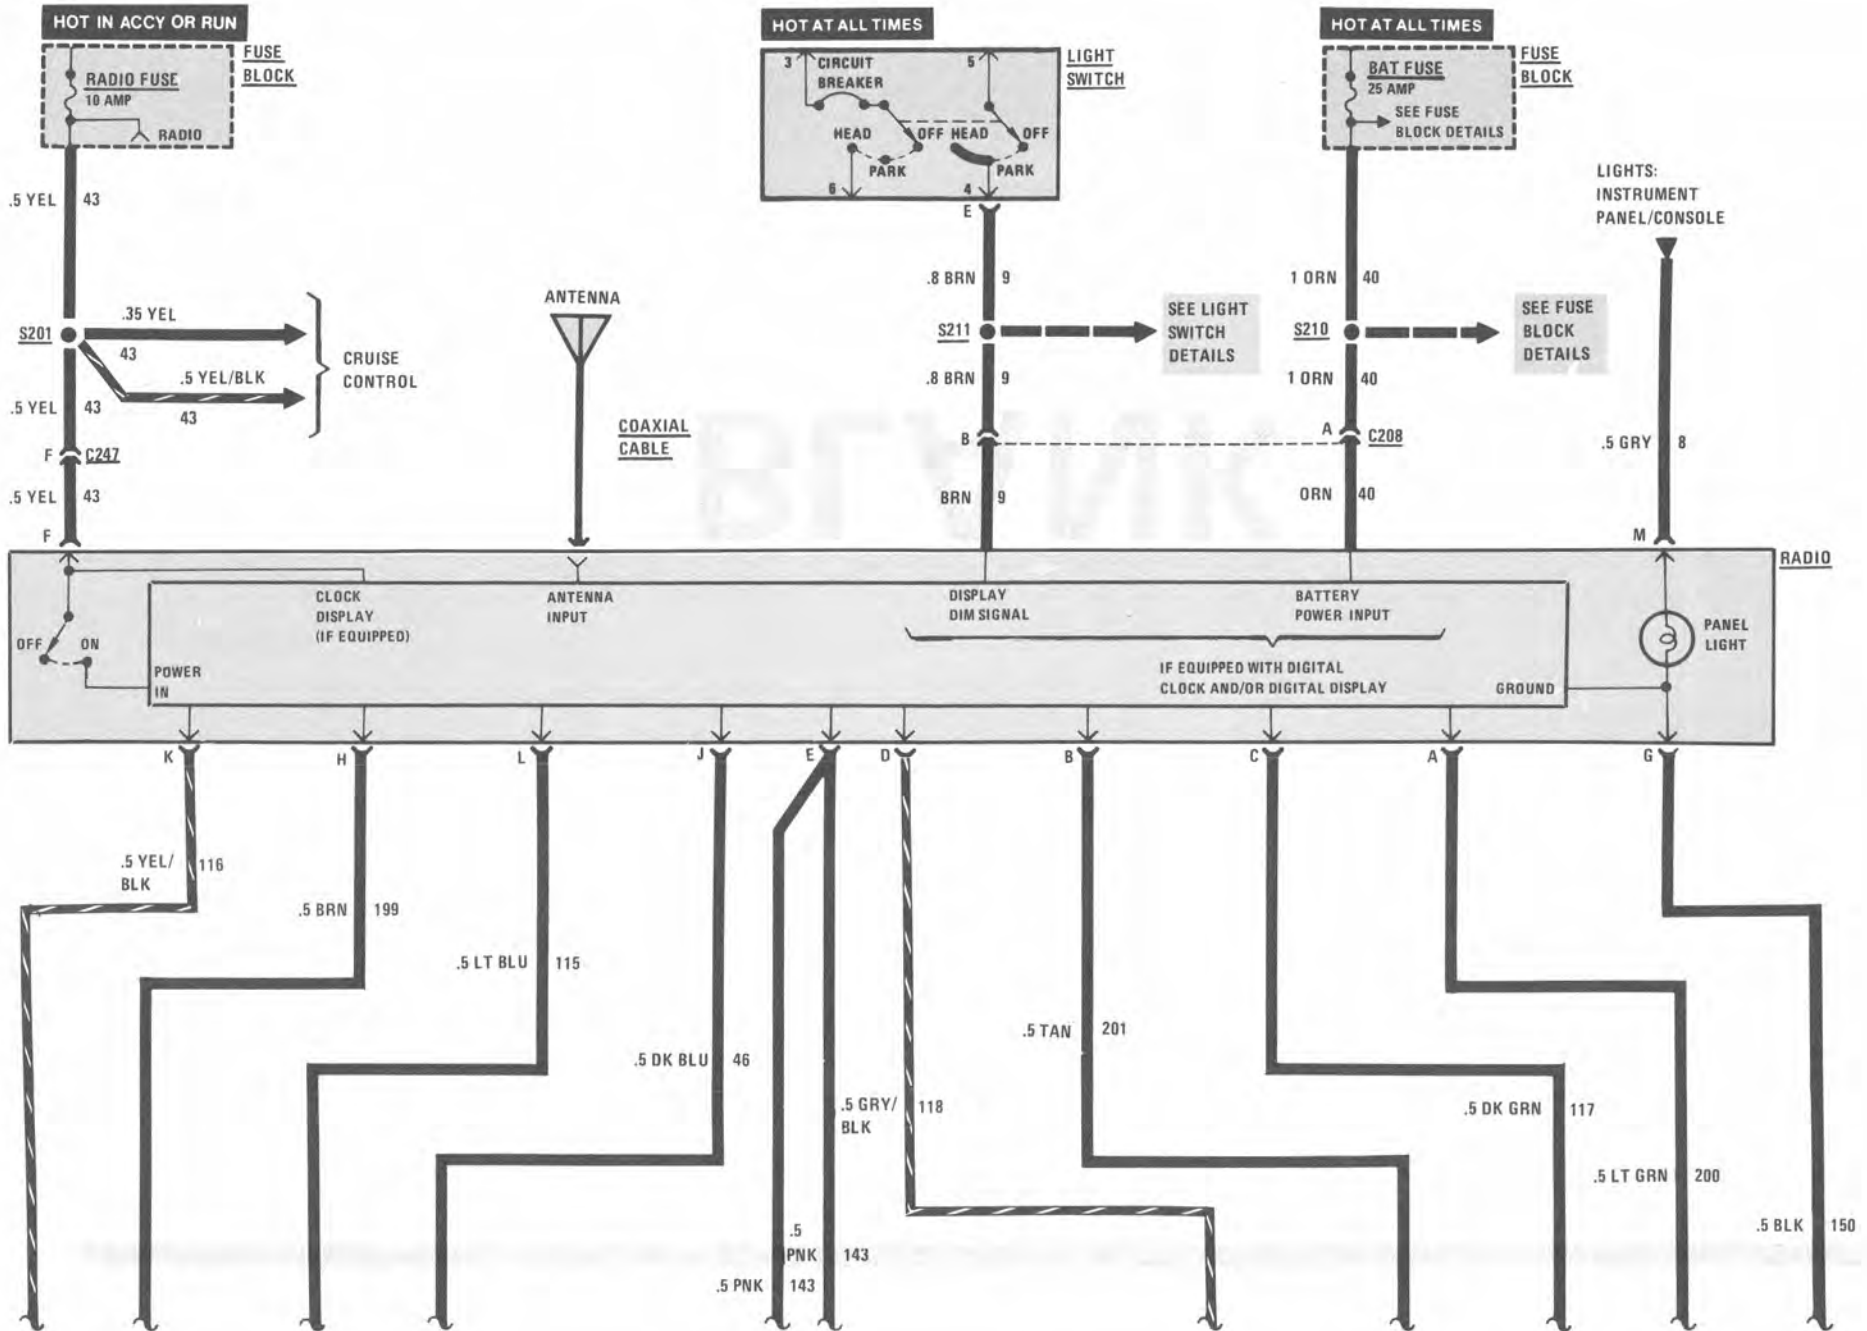 HOT IN ACCY OR RUN
FUSE
BLOCK
RADIO FUSE
10 AMP
RADIO
.5 YEL 43
S201
.35 YEL
43
.5 YEL/BLK
43
CRUISE
CONTROL
.5 YEL 43
F C247
.5 YEL 43
F
ANTENNA
COAXIAL
CABLE
HOT AT ALL TIMES
LIGHT
SWITCH
3 CIRCUIT
BREAKER
5
HEAD OFF HEAD OFF
PARK PARK
6 4
E
.8 BRN 9
S211
SEE LIGHT
SWITCH
DETAILS
.8 BRN 9
B
BRN 9
HOT AT ALL TIMES
FUSE
BLOCK
BAT FUSE
25 AMP
SEE FUSE
BLOCK DETAILS
1 ORN 40
S210
SEE FUSE
BLOCK
DETAILS
1 ORN 40
A C208
ORN 40
LIGHTS:
INSTRUMENT
PANEL/CONSOLE
.5 GRY 8
M
RADIO
CLOCK
DISPLAY
(IF EQUIPPED)
ANTENNA
INPUT
DISPLAY
DIM SIGNAL
BATTERY
POWER INPUT
OFF ON
POWER
IN
IF EQUIPPED WITH DIGITAL
CLOCK AND/OR DIGITAL DISPLAY
GROUND
PANEL
LIGHT
K H L J E D B C A G
.5 YEL/
BLK
116
.5 BRN 199
.5 LT BLU 115
.5 DK BLU 46
.5
PNK 143
.5 PNK 143
.5 GRY/
BLK
118
.5 TAN 201
.5 DK GRN 117
.5 LT GRN 200
.5 BLK 150